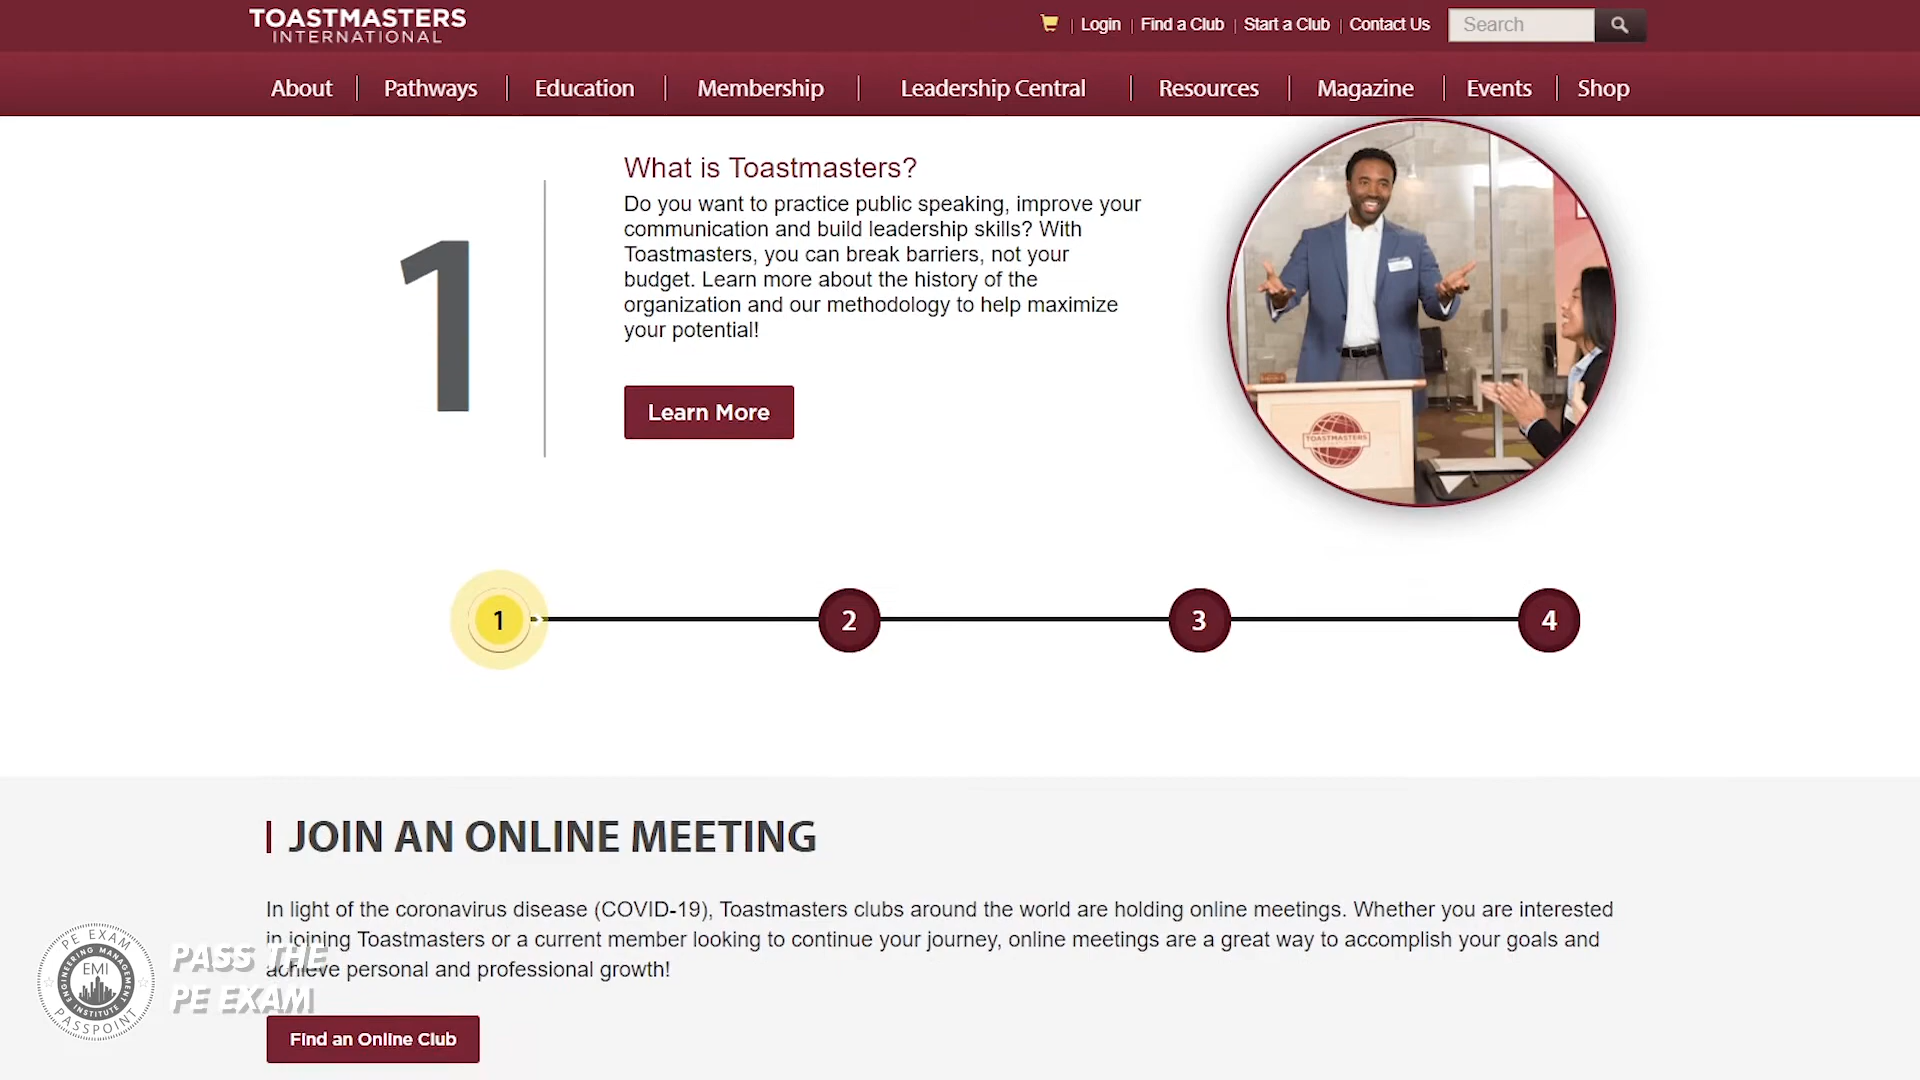 TOASTMASTERS
INTERNATIONAL
Login
Find a Club
Start a Club
Contact Us
Search
About
Pathways
Education
Membership
Leadership Central
Resources
Magazine
Events
Shop
1
What is Toastmasters?
Do you want to practice public speaking, improve your
communication and build leadership skills? With
Toastmasters, you can break barriers, not your
budget. Learn more about the history of the
organization and our methodology to help maximize
your potential!
Learn More
TOASTMASTERS
1
2
3
4
JOIN AN ONLINE MEETING
In light of the coronavirus disease (COVID-19), Toastmasters clubs around the world are holding online meetings. Whether you are interested
in joining Toastmasters or a current member looking to continue your journey, online meetings are a great way to accomplish your goals and
achieve personal and professional growth!
Find an Online Club
PE EXAM
ENGINEERING MANAGEMENT
EMI
INSTITUTE
PASSPOINT
PASS THE
PE EXAM